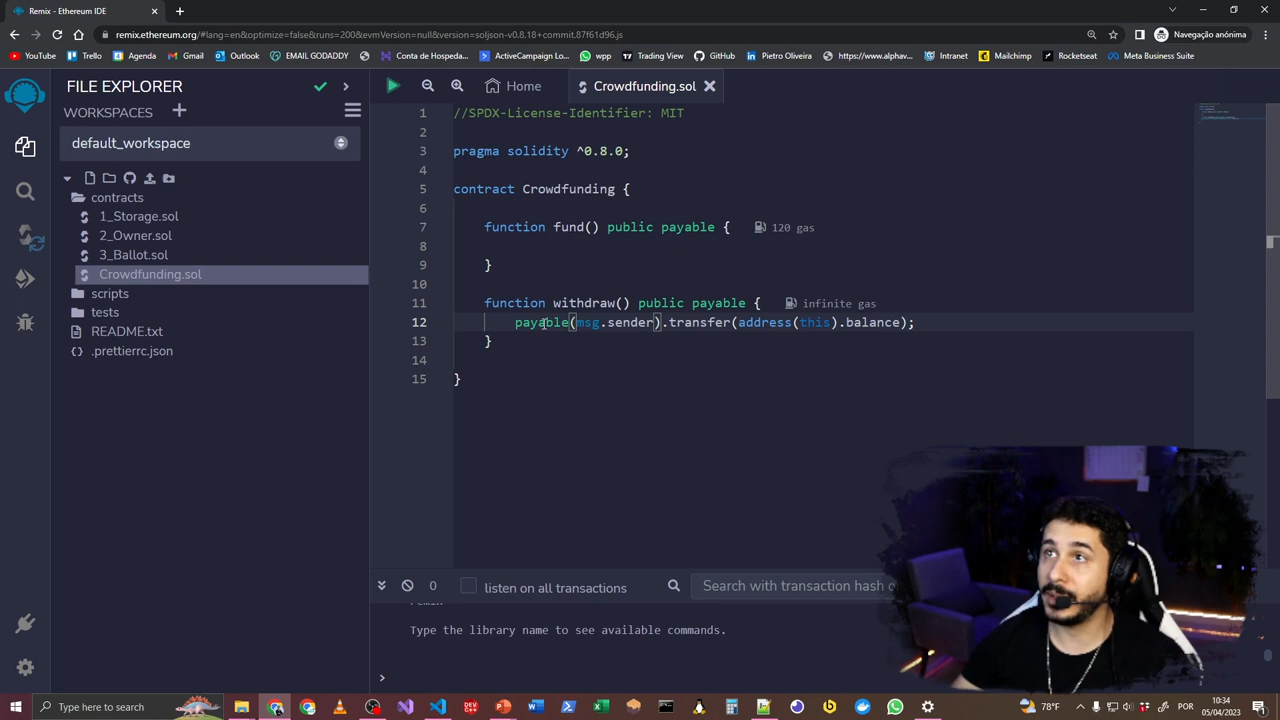 Remix - Ethereum IDE
remix.ethereum.org/#lang=en&optimize=false&runs=200&evmVersion=null&version=soljson-v0.8.18+commit.87f61d96.js
Navegação anónima
YouTube
Tráfego
Outlook
Gmail
Conta de Hospeda...
ActiveCampaign Lo...
wpp
Trading View
GitHub
Pietro Oliveira
https://www.alphav...
Intranet
Mailchimp
Rocketseat
Meta Business Suite
FILE EXPLORER
WORKSPACES
default_workspace
contracts
1_Storage.sol
2_Owner.sol
3_Ballot.sol
Crowdfunding.sol
scripts
tests
README.txt
.prettierrc.json
Home
Crowdfunding.sol
1 //SPDX-License-Identifier: MIT
2
3 pragma solidity ^0.8.0;
4
5 contract Crowdfunding {
6
7 function fund() public payable { 120 gas
8
9 }
10
11 function withdraw() public payable { infinite gas
12 payable(msg.sender).transfer(address(this).balance);
13 }
14
15 }
0
listen on all transactions
Search with transaction hash o
Type the library name to see available commands.
>
Type here to search
78°F
POR
10:34
05/04/2023